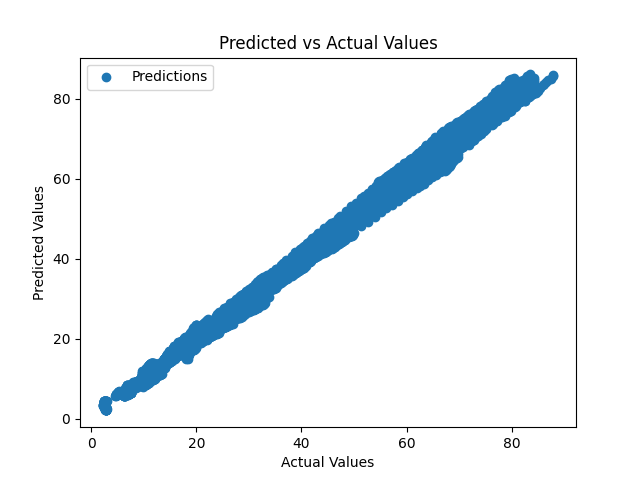 Predicted vs Actual Values
Predictions
80
60
40
20
0
Predicted Values
0 20 40 60 80
Actual Values